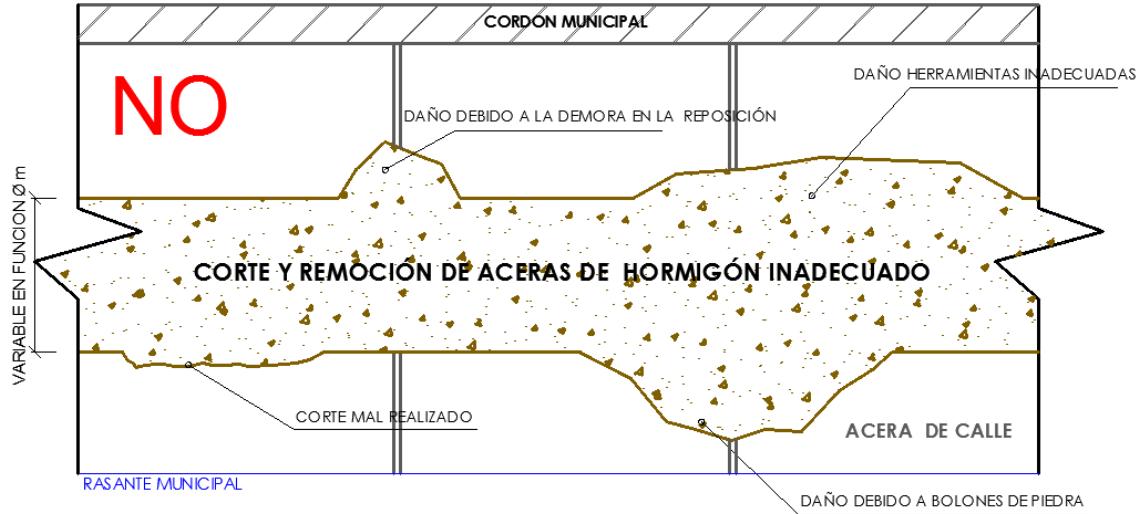 CORDÓN MUNICIPAL
NO
DAÑO HERRAMIENTAS INADECUADAS
DAÑO DEBIDO A LA DEMORA EN LA REPOSICIÓN
VARIABLE EN FUNCION Ø m
CORTE Y REMOCIÓN DE ACERAS DE HORMIGÓN INADECUADO
CORTE MAL REALIZADO
ACERA DE CALLE
RASANTE MUNICIPAL
DAÑO DEBIDO A BOLONES DE PIEDRA